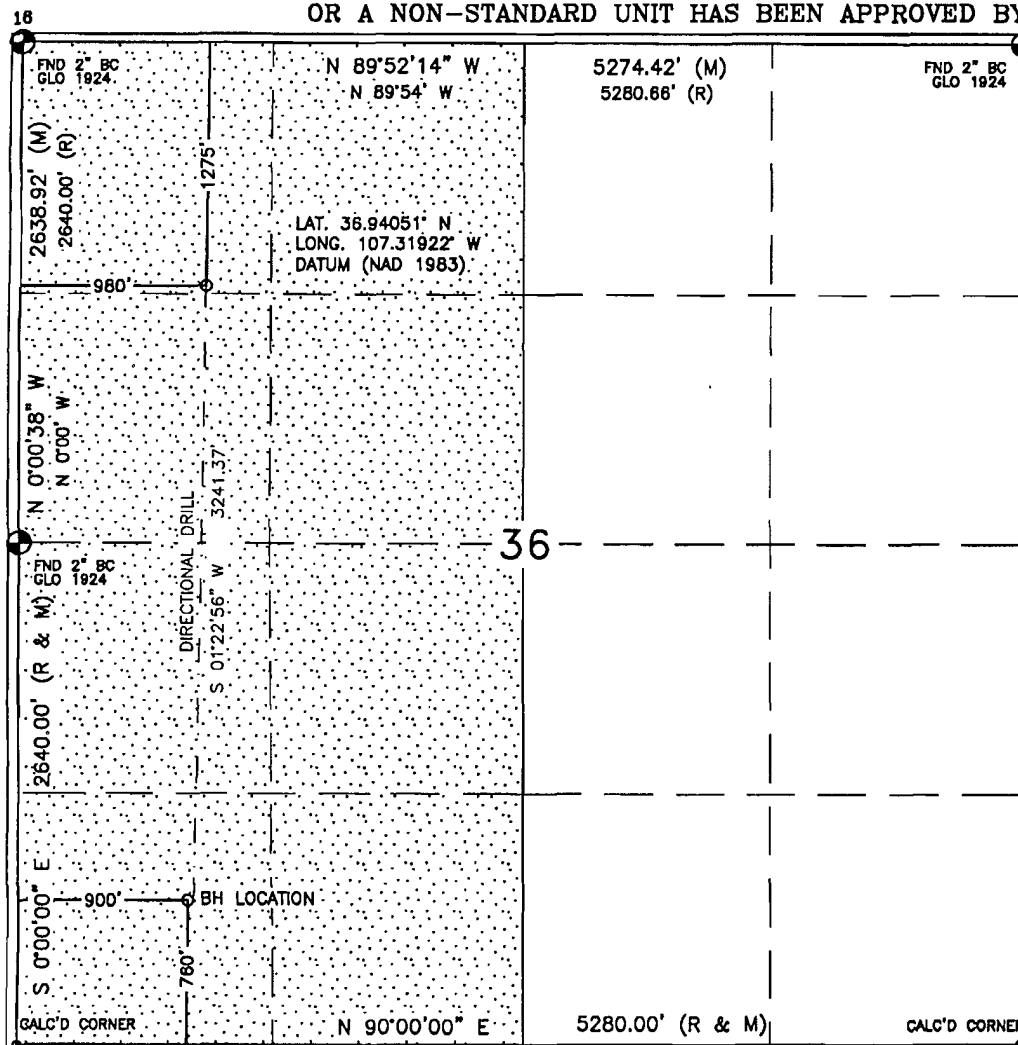 16
OR A NON-STANDARD UNIT HAS BEEN APPROVED BY
FND 2" BC
GLO 1924
N 89°52'14" W
N 89°54' W
5274.42' (M)
5280.66' (R)
FND 2" BC
GLO 1924
2638.92' (M)
2640.00' (R)
1275'
LAT. 36.94051° N
LONG. 107.31922° W
DATUM (NAD 1983)
980'
N 0°00'38" W
N 0°00' W
DIRECTIONAL DRILL
S 01°22'56" W 3241.37'
36
FND 2" BC
GLO 1924
2640.00' (R & M)
S 0°00'00" E
900'
BH LOCATION
760'
CALC'D CORNER
N 90°00'00" E
5280.00' (R & M)
CALC'D CORNER